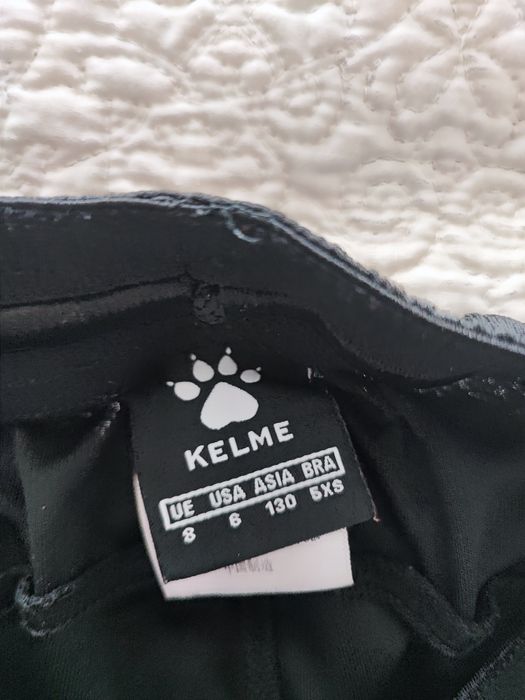 KELME
UE USA ASIA BRA
8 6 130 5XS